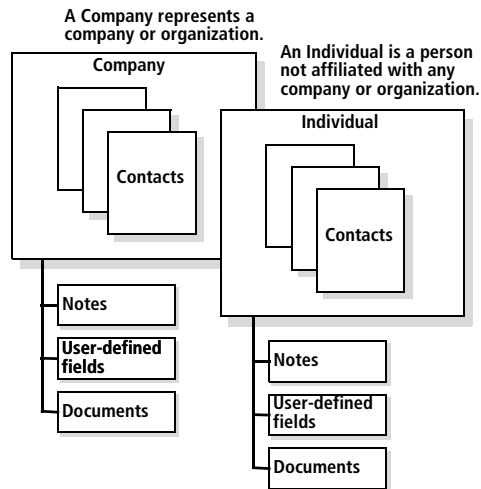 A Company represents a
company or organization.
An Individual is a person
not affiliated with any
company or organization.
Company
Contacts
Individual
Contacts
Notes
User-defined
fields
Documents
Notes
User-defined
fields
Documents